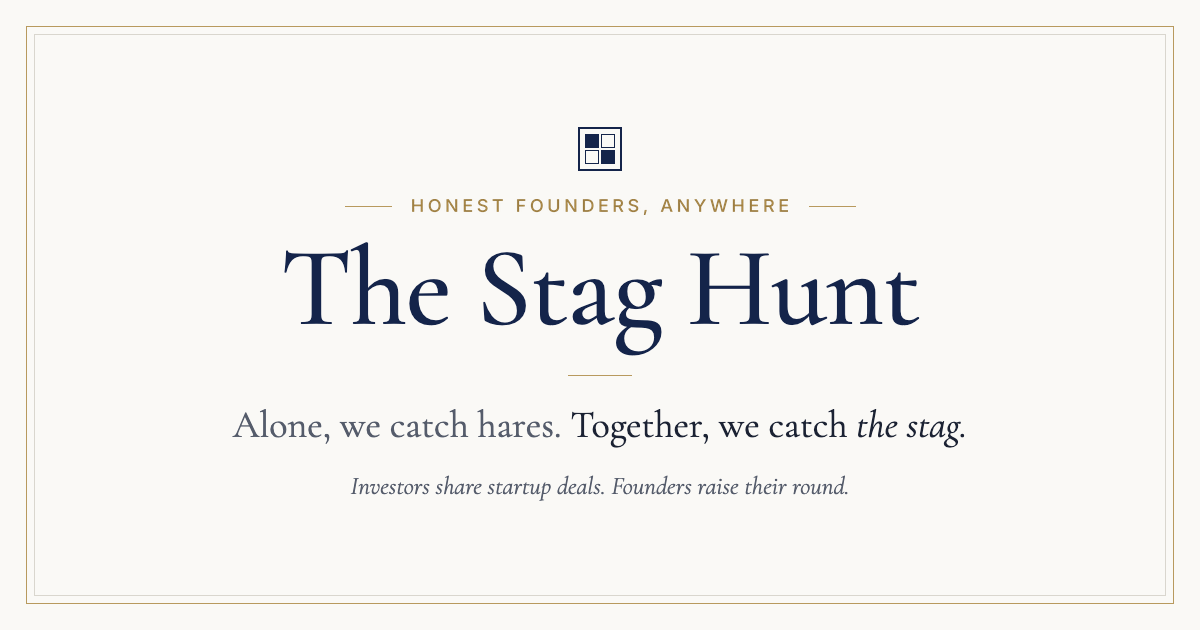 HONEST FOUNDERS, ANYWHERE
The Stag Hunt
Alone, we catch hares. Together, we catch the stag.
Investors share startup deals. Founders raise their round.